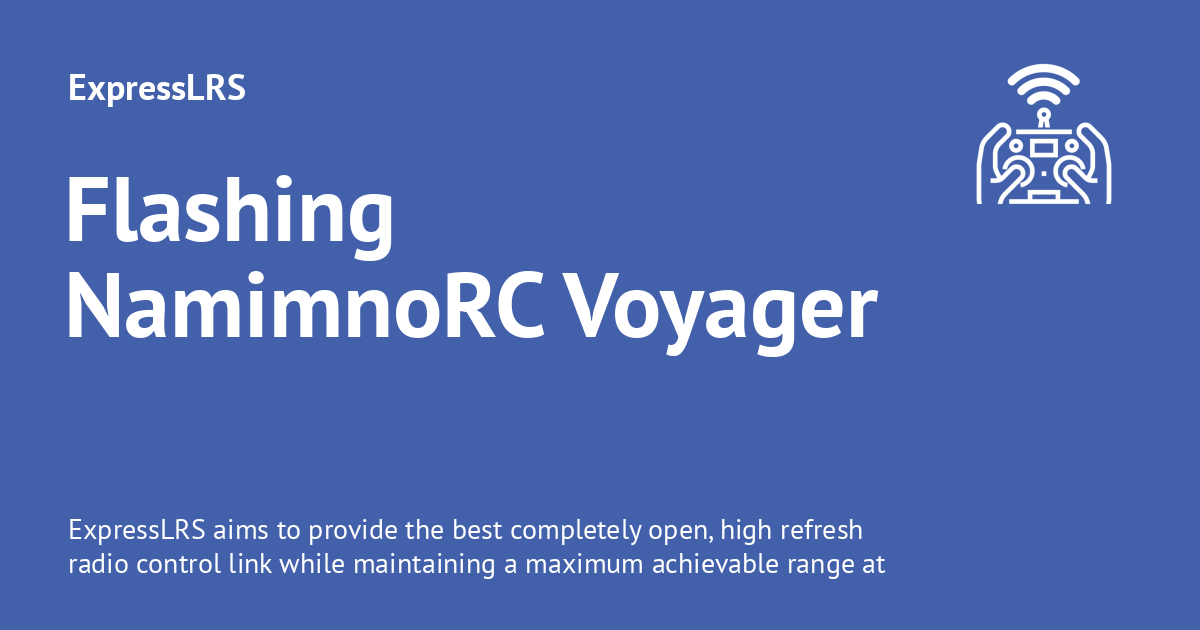 ExpressLRS
Flashing
NamimnoRC Voyager
ExpressLRS aims to provide the best completely open, high refresh
radio control link while maintaining a maximum achievable range at